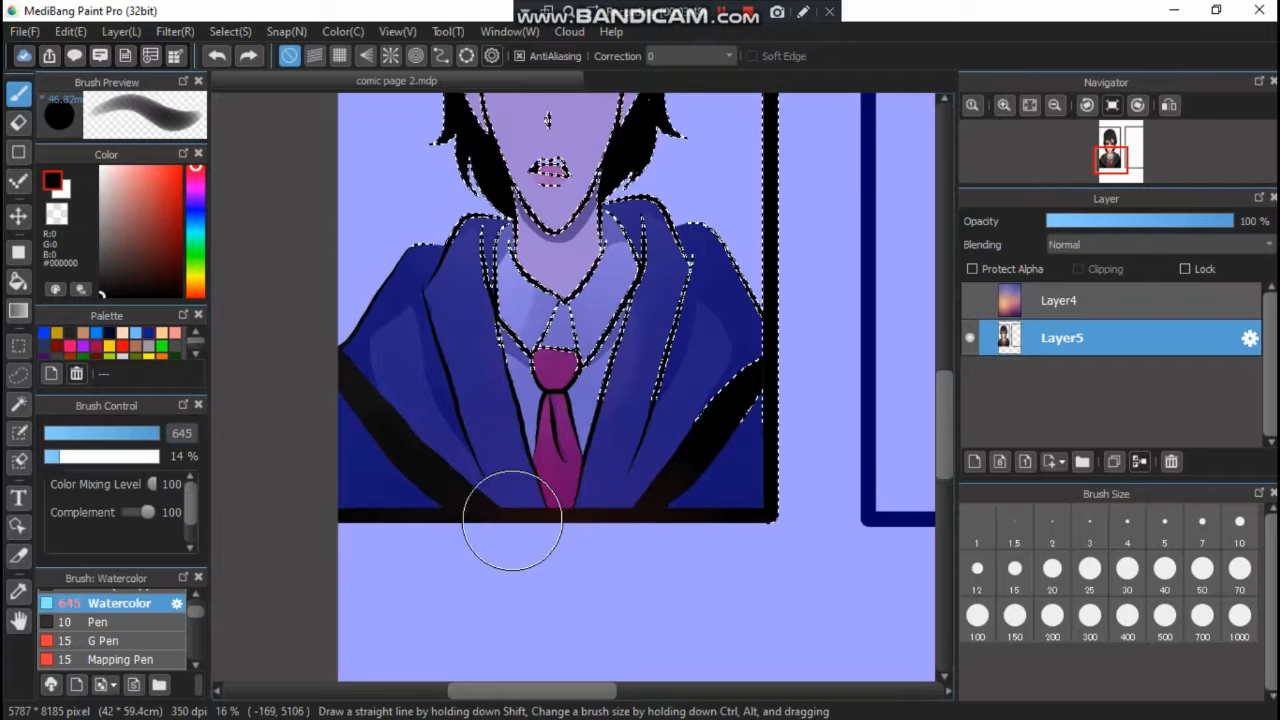 MediBang Paint Pro (32bit)
www.BANDICAM.com
File(F) Edit(E) Layer(L) Filter(R) Select(S) Snap(N) Color(C) View(V) Tool(T) Window(W) Cloud Help
AntiAliasing Correction 0 Soft Edge
Brush Preview
46.82m
comic page 2.mdp
Navigator
Color
R:0
G:0
B:0
#000000
Layer
Opacity 100 %
Blending Normal
Protect Alpha Clipping Lock
Layer4
Layer5
Palette
---
Brush Control
645
14 %
Color Mixing Level 100
Complement 100
Brush Size
1 1.5 2 3 4 5 7 10
12 15 20 25 30 40 50 70
100 150 200 300 400 500 700 1000
Brush: Watercolor
645 Watercolor
10 Pen
15 G Pen
15 Mapping Pen
5787 * 8185 pixel (42 * 59.4cm) 350 dpi 16 % (-169, 5106) Draw a straight line by holding down Shift, Change a brush size by holding down Ctrl, Alt, and dragging